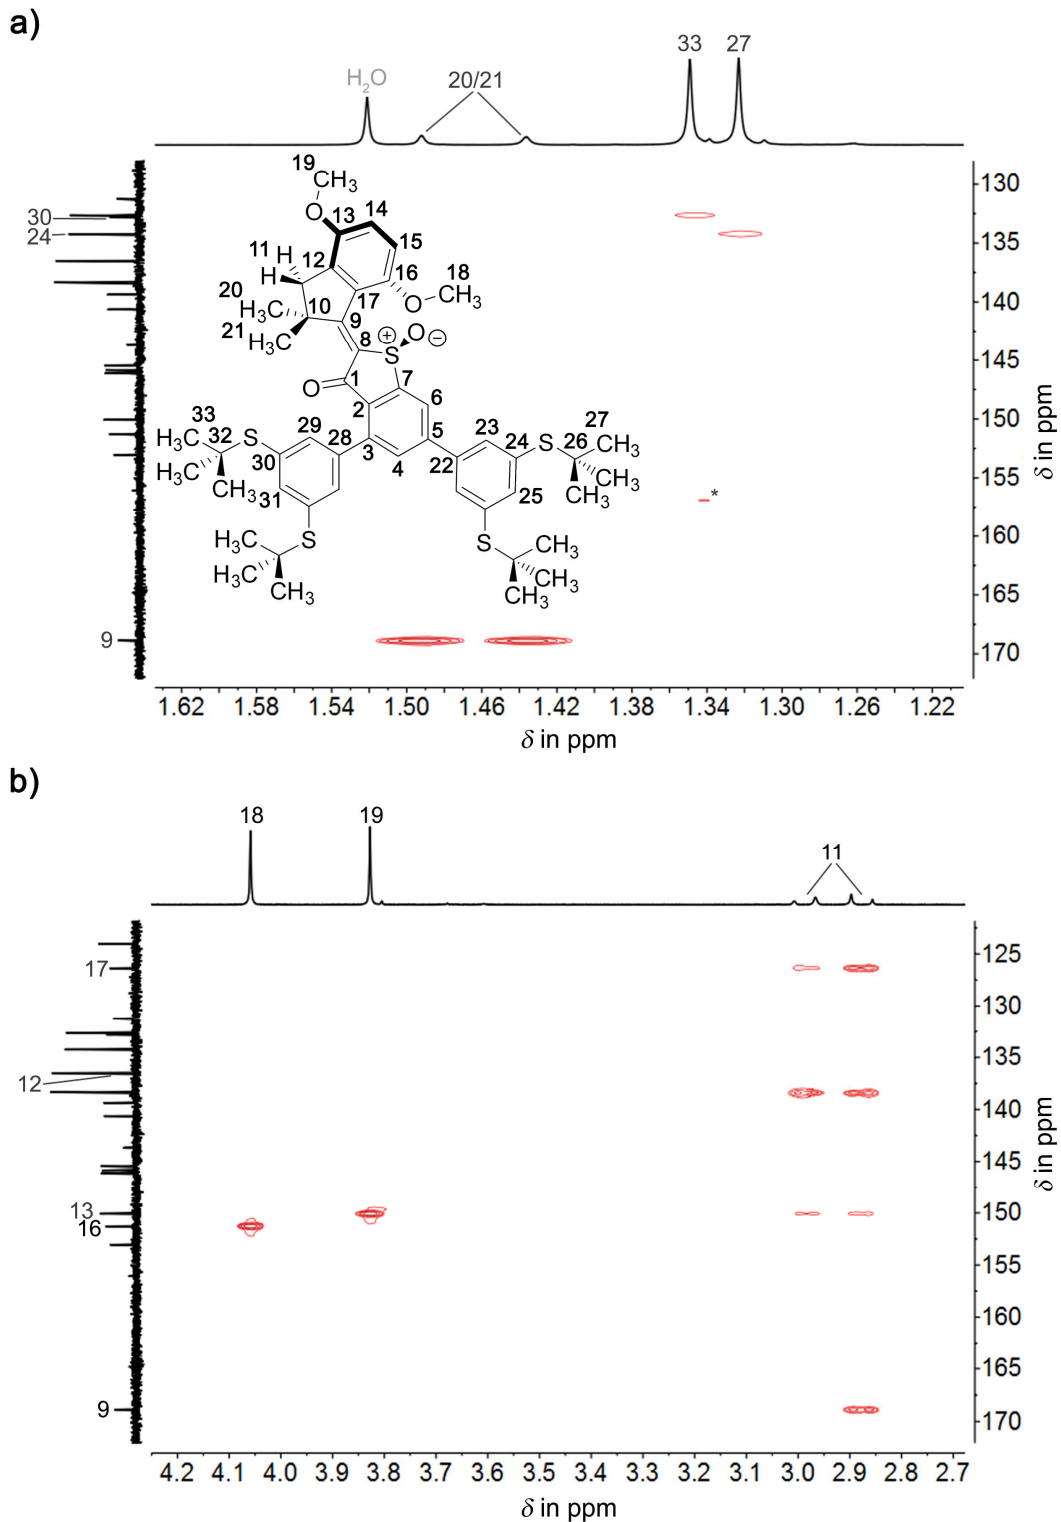 a)
33 27
H2O 20/21
19
CH3
O
13 14
11
H 12 15
H 16 18
20 17 O CH3
H3C 10
21 9 O ⊖
H3C 8 ⊕
S
1 7
O 6
2
33 29 28 5 23 27
H3C 32 S 3 4 24 S 26 CH3
H3C 30 22 CH3
CH3 31 25 CH3
H3C S S CH3
H3C CH3
CH3 CH3
30
24
9
130
135
140
145
150
155
*
160
165
170
1.62 1.58 1.54 1.50 1.46 1.42 1.38 1.34 1.30 1.26 1.22
δ in ppm
δ in ppm
b)
18 19
11
17
12
13
16
9
125
130
135
140
145
150
155
160
165
170
4.2 4.1 4.0 3.9 3.8 3.7 3.6 3.5 3.4 3.3 3.2 3.1 3.0 2.9 2.8 2.7
δ in ppm
δ in ppm